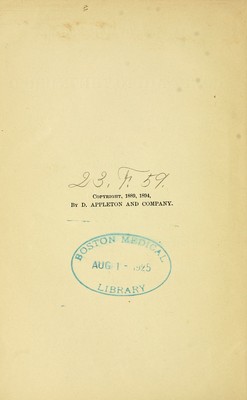 23. F. 59.
Copyright, 1889, 1894,
By D. APPLETON AND COMPANY.
BOSTON MEDICAL
AUG 1 - 1925
LIBRARY